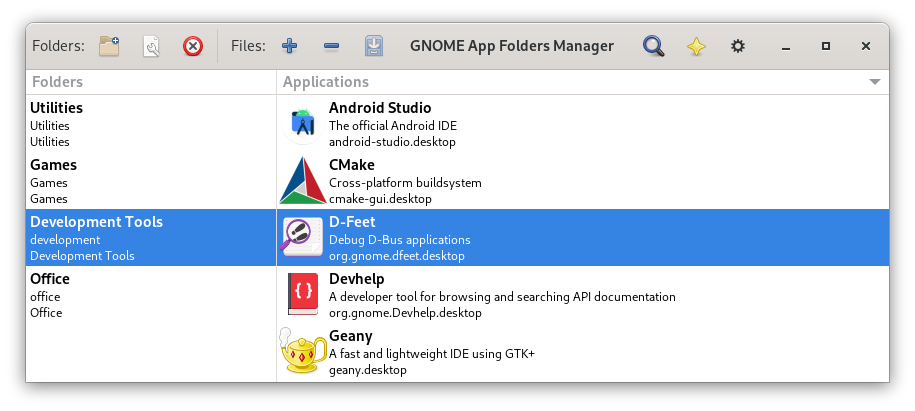 Folders:
Files:
GNOME App Folders Manager
Folders
Applications
Utilities
Utilities
Utilities
Games
Games
Games
Development Tools
development
Development Tools
Office
office
Office
Android Studio
The official Android IDE
android-studio.desktop
CMake
Cross-platform buildsystem
cmake-gui.desktop
D-Feet
Debug D-Bus applications
org.gnome.dfeet.desktop
Devhelp
A developer tool for browsing and searching API documentation
org.gnome.Devhelp.desktop
Geany
A fast and lightweight IDE using GTK+
geany.desktop